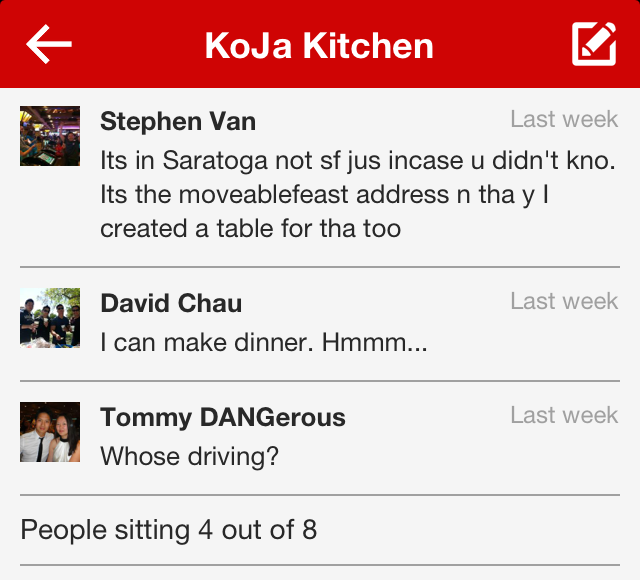 KoJa Kitchen
Stephen Van
Last week
Its in Saratoga not sf jus incase u didn't kno.
Its the moveablefeast address n tha y I
created a table for tha too
David Chau
Last week
I can make dinner. Hmmm...
Tommy DANGerous
Last week
Whose driving?
People sitting 4 out of 8